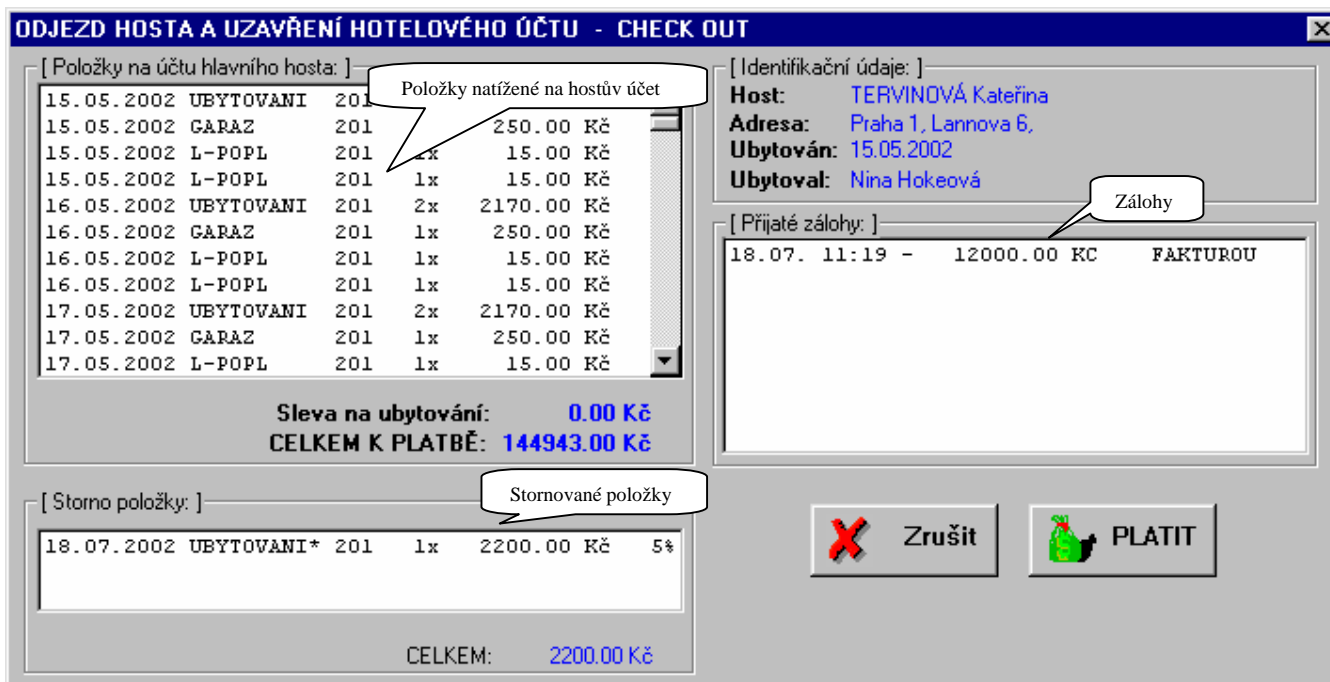 ODJEZD HOSTA A UZAVŘENÍ HOTELOVÉHO ÚČTU - CHECK OUT
[ Položky na účtu hlavního hosta: ]
Položky natížené na hostův účet
15.05.2002 UBYTOVANI 201
15.05.2002 GARAZ 201 250.00 Kč
15.05.2002 L-POPL 201 1x 15.00 Kč
15.05.2002 L-POPL 201 1x 15.00 Kč
16.05.2002 UBYTOVANI 201 2x 2170.00 Kč
16.05.2002 GARAZ 201 1x 250.00 Kč
16.05.2002 L-POPL 201 1x 15.00 Kč
16.05.2002 L-POPL 201 1x 15.00 Kč
17.05.2002 UBYTOVANI 201 2x 2170.00 Kč
17.05.2002 GARAZ 201 1x 250.00 Kč
17.05.2002 L-POPL 201 1x 15.00 Kč
Sleva na ubytování: 0.00 Kč
CELKEM K PLATBĚ: 144943.00 Kč
[ Identifikační údaje: ]
Host: TERVINOVÁ Kateřina
Adresa: Praha 1, Lannova 6,
Ubytován: 15.05.2002
Ubytoval: Nina Hokeová
Zálohy
[ Přijaté zálohy: ]
18.07. 11:19 - 12000.00 KC FAKTUROU
[ Storno položky: ]
Stornované položky
18.07.2002 UBYTOVANI* 201 1x 2200.00 Kč 5%
CELKEM: 2200.00 Kč
Zrušit
PLATIT